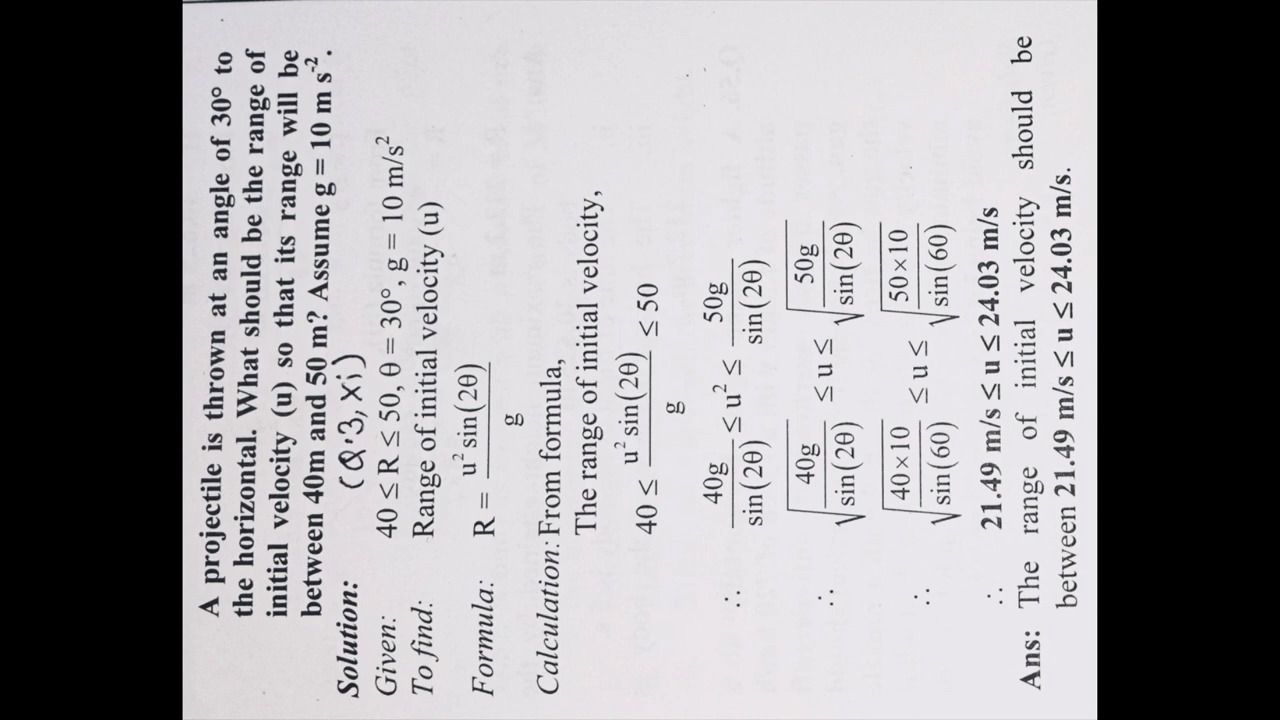 A projectile is thrown at an angle of 30° to
the horizontal. What should be the range of
initial velocity (u) so that its range will be
between 40m and 50 m? Assume g = 10 m s⁻².
Solution: (Q.3, xi)
Given: 40 ≤ R ≤ 50, θ = 30°, g = 10 m/s²
To find: Range of initial velocity (u)
Formula: R = u² sin(2θ) / g
Calculation: From formula,
The range of initial velocity,
40 ≤ u² sin(2θ) / g ≤ 50
∴ 40g / sin(2θ) ≤ u² ≤ 50g / sin(2θ)
∴ √(40g / sin(2θ)) ≤ u ≤ √(50g / sin(2θ))
∴ √(40×10 / sin(60)) ≤ u ≤ √(50×10 / sin(60))
∴ 21.49 m/s ≤ u ≤ 24.03 m/s
Ans: The range of initial velocity should be
between 21.49 m/s ≤ u ≤ 24.03 m/s.